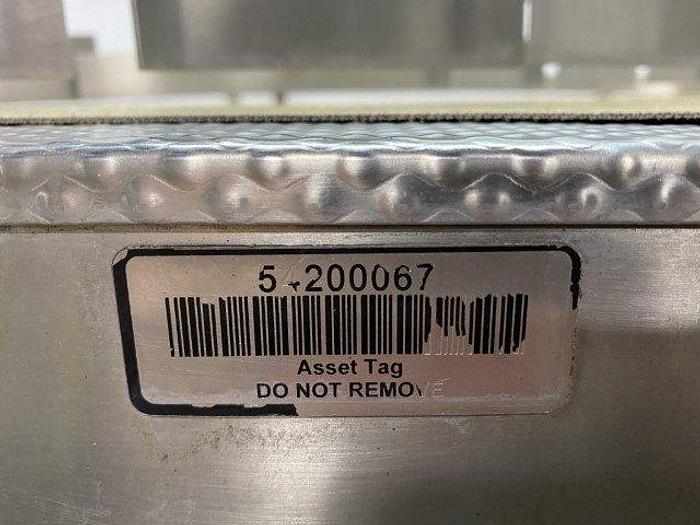 54200067
Asset Tag
DO NOT REMOVE